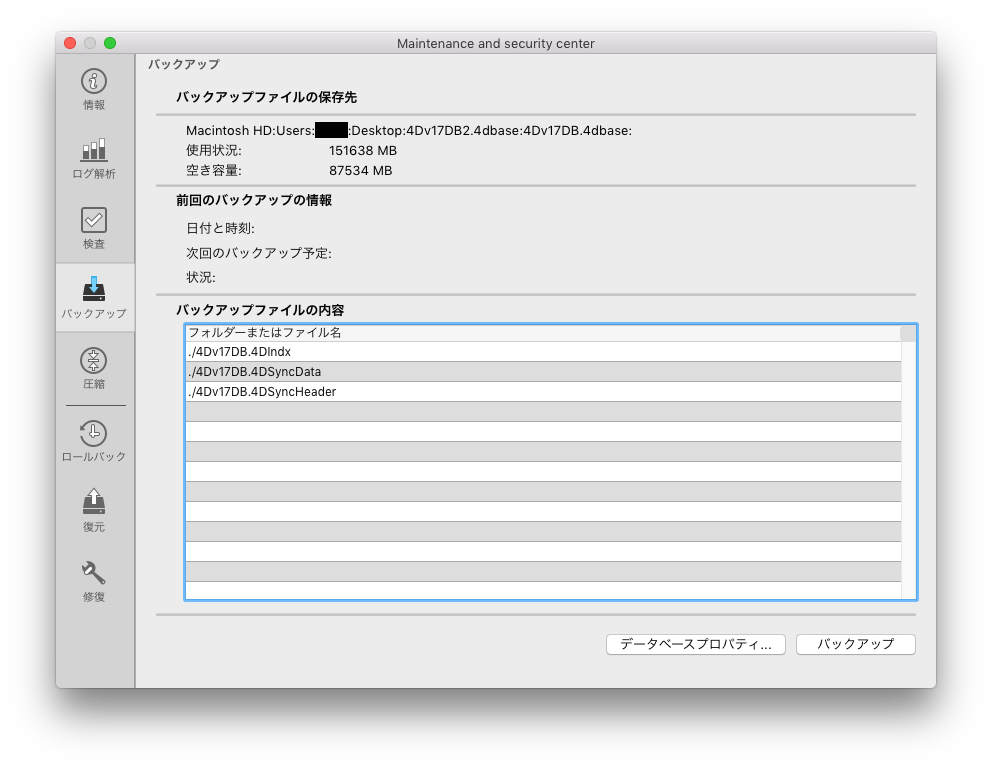 Maintenance and security center
情報
ログ解析
検査
バックアップ
圧縮
ロールバック
復元
修復
バックアップ
バックアップファイルの保存先
Macintosh HD:Users: :Desktop:4Dv17DB2.4dbase:4Dv17DB.4dbase:
使用状況: 151638 MB
空き容量: 87534 MB
前回のバックアップの情報
日付と時刻:
次回のバックアップ予定:
状況:
バックアップファイルの内容
フォルダーまたはファイル名
./4Dv17DB.4DIndx
./4Dv17DB.4DSyncData
./4Dv17DB.4DSyncHeader
データベースプロパティ... バックアップ